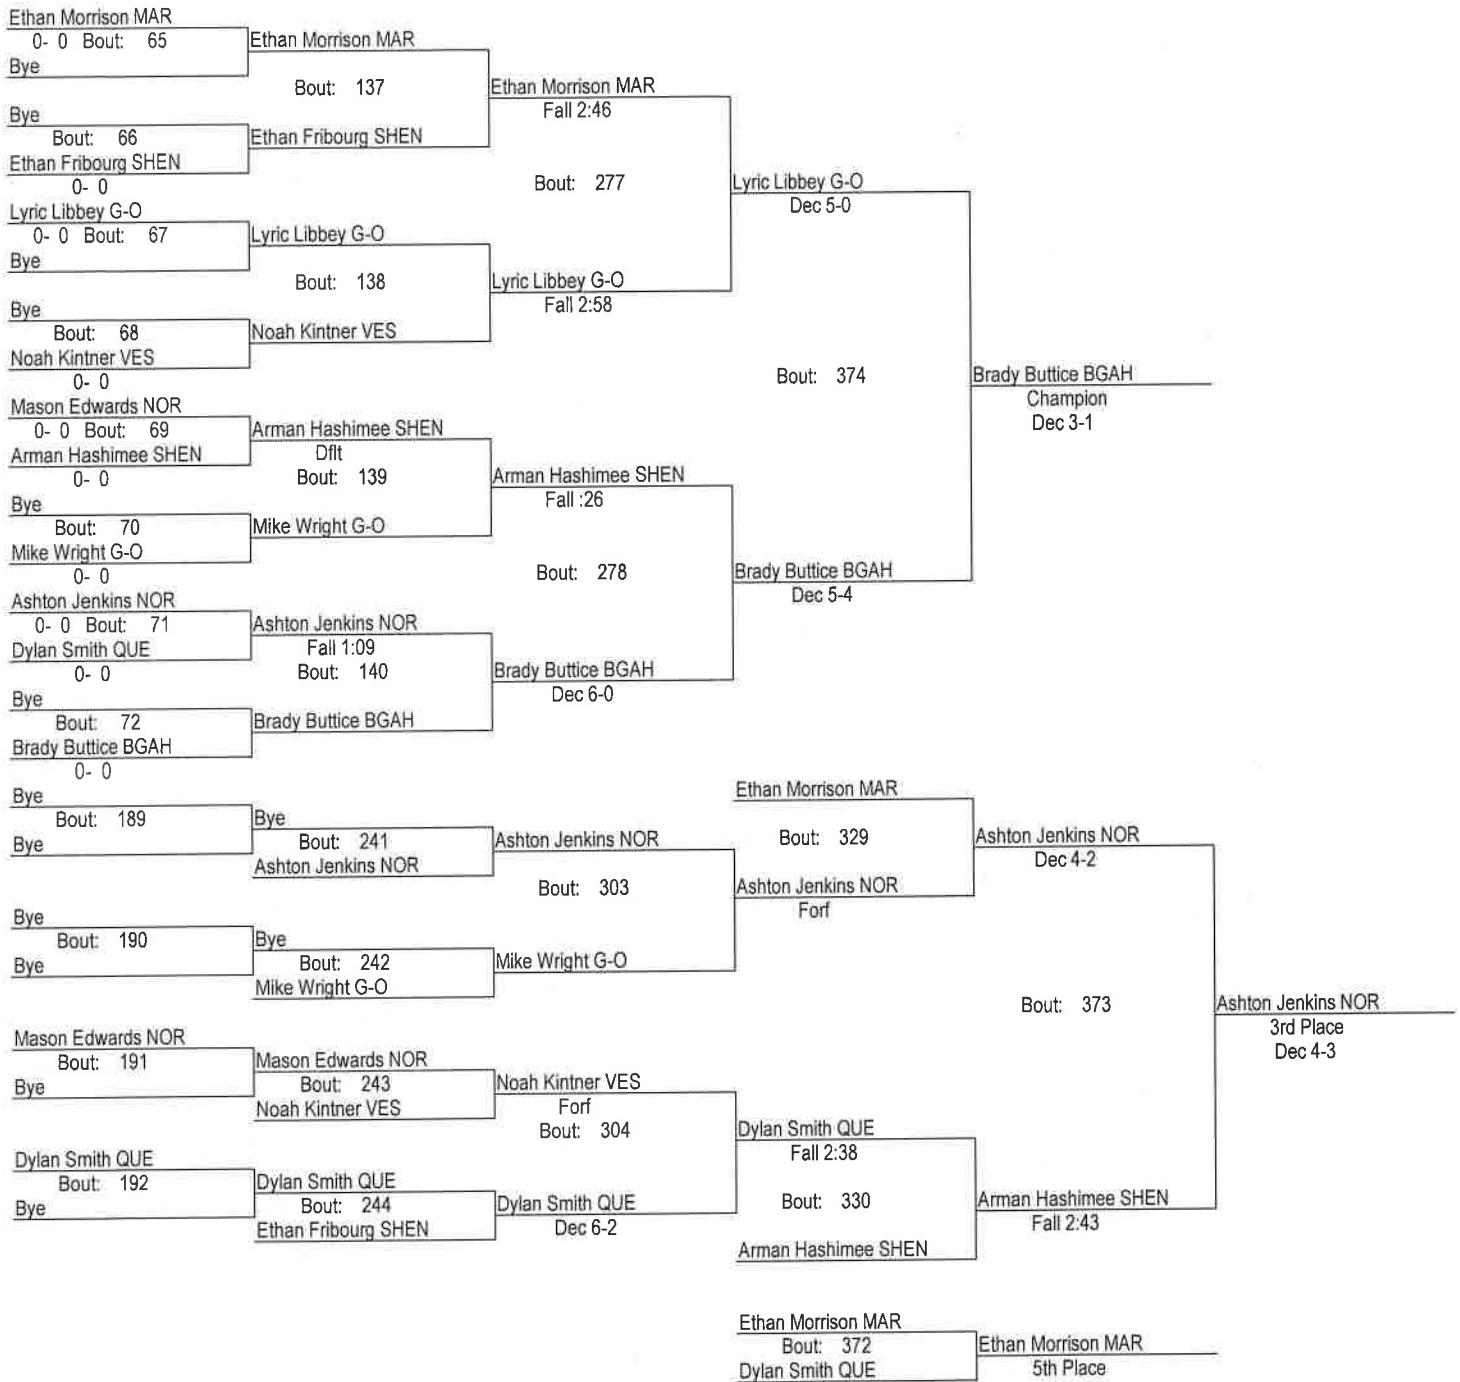 Ethan Morrison MAR
0- 0 Bout: 65
Bye
Ethan Morrison MAR
Bout: 137
Bye
Bout: 66
Ethan Fribourg SHEN
0- 0
Ethan Fribourg SHEN
Ethan Morrison MAR
Fall 2:46
Bout: 277
Lyric Libbey G-O
0- 0 Bout: 67
Bye
Lyric Libbey G-O
Bout: 138
Bye
Bout: 68
Noah Kintner VES
0- 0
Noah Kintner VES
Lyric Libbey G-O
Fall 2:58
Lyric Libbey G-O
Dec 5-0
Bout: 374
Mason Edwards NOR
0- 0 Bout: 69
Arman Hashimee SHEN
0- 0
Arman Hashimee SHEN
Dflt
Bout: 139
Bye
Bout: 70
Mike Wright G-O
0- 0
Mike Wright G-O
Arman Hashimee SHEN
Fall :26
Bout: 278
Ashton Jenkins NOR
0- 0 Bout: 71
Dylan Smith QUE
0- 0
Ashton Jenkins NOR
Fall 1:09
Bout: 140
Bye
Bout: 72
Brady Buttice BGAH
0- 0
Brady Buttice BGAH
Brady Buttice BGAH
Dec 6-0
Brady Buttice BGAH
Dec 5-4
Brady Buttice BGAH
Champion
Dec 3-1
Bye
Bout: 189
Bye
Bye
Bout: 241
Ashton Jenkins NOR
Ashton Jenkins NOR
Bout: 303
Bye
Bout: 190
Bye
Bye
Bout: 242
Mike Wright G-O
Mike Wright G-O
Ethan Morrison MAR
Bout: 329
Ashton Jenkins NOR
Forf
Ashton Jenkins NOR
Dec 4-2
Bout: 373
Mason Edwards NOR
Bout: 191
Bye
Mason Edwards NOR
Bout: 243
Noah Kintner VES
Noah Kintner VES
Forf
Bout: 304
Dylan Smith QUE
Bout: 192
Bye
Dylan Smith QUE
Bout: 244
Ethan Fribourg SHEN
Dylan Smith QUE
Dec 6-2
Dylan Smith QUE
Fall 2:38
Bout: 330
Arman Hashimee SHEN
Arman Hashimee SHEN
Fall 2:43
Ashton Jenkins NOR
3rd Place
Dec 4-3
Ethan Morrison MAR
Bout: 372
Dylan Smith QUE
Ethan Morrison MAR
5th Place